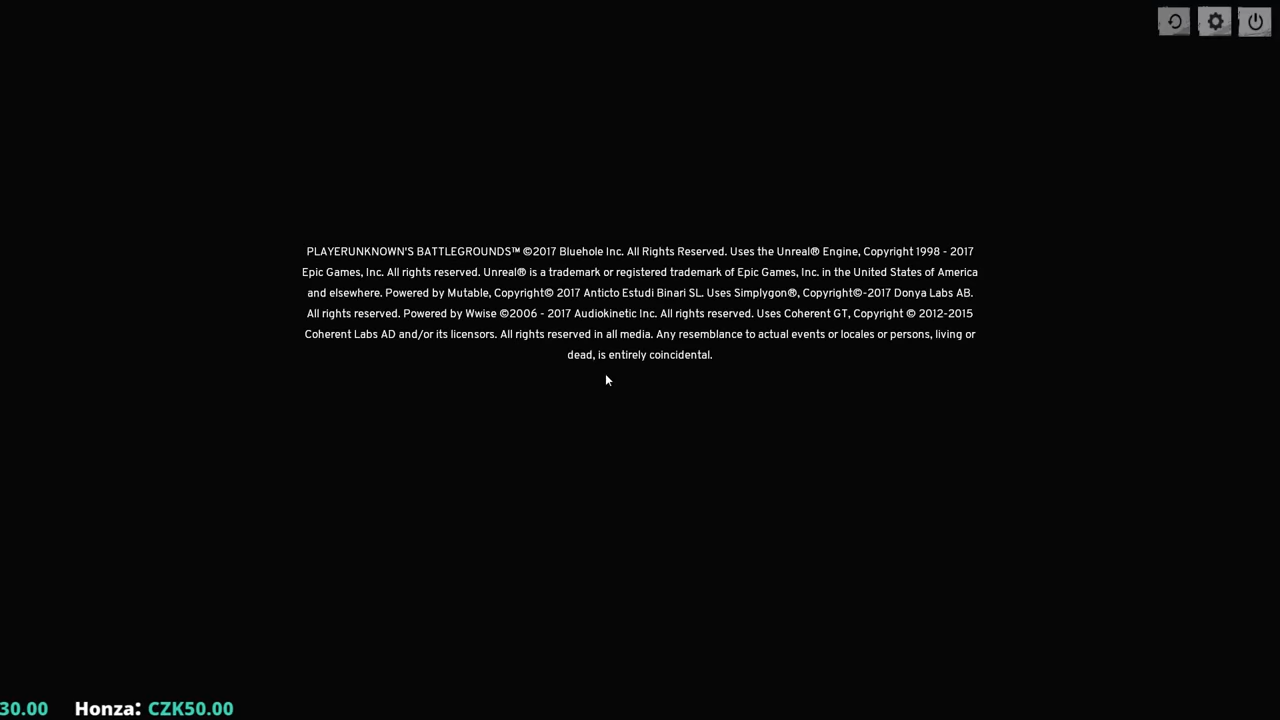 PLAYERUNKNOWN'S BATTLEGROUNDS™ ©2017 Bluehole Inc. All Rights Reserved. Uses the Unreal® Engine, Copyright 1998 - 2017
Epic Games, Inc. All rights reserved. Unreal® is a trademark or registered trademark of Epic Games, Inc. in the United States of America
and elsewhere. Powered by Mutable, Copyright© 2017 Anticto Estudi Binari SL. Uses Simplygon®, Copyright©-2017 Donya Labs AB.
All rights reserved. Powered by Wwise ©2006 - 2017 Audiokinetic Inc. All rights reserved. Uses Coherent GT, Copyright © 2012-2015
Coherent Labs AD and/or its licensors. All rights reserved in all media. Any resemblance to actual events or locales or persons, living or
dead, is entirely coincidental.
30.00 Honza: CZK50.00